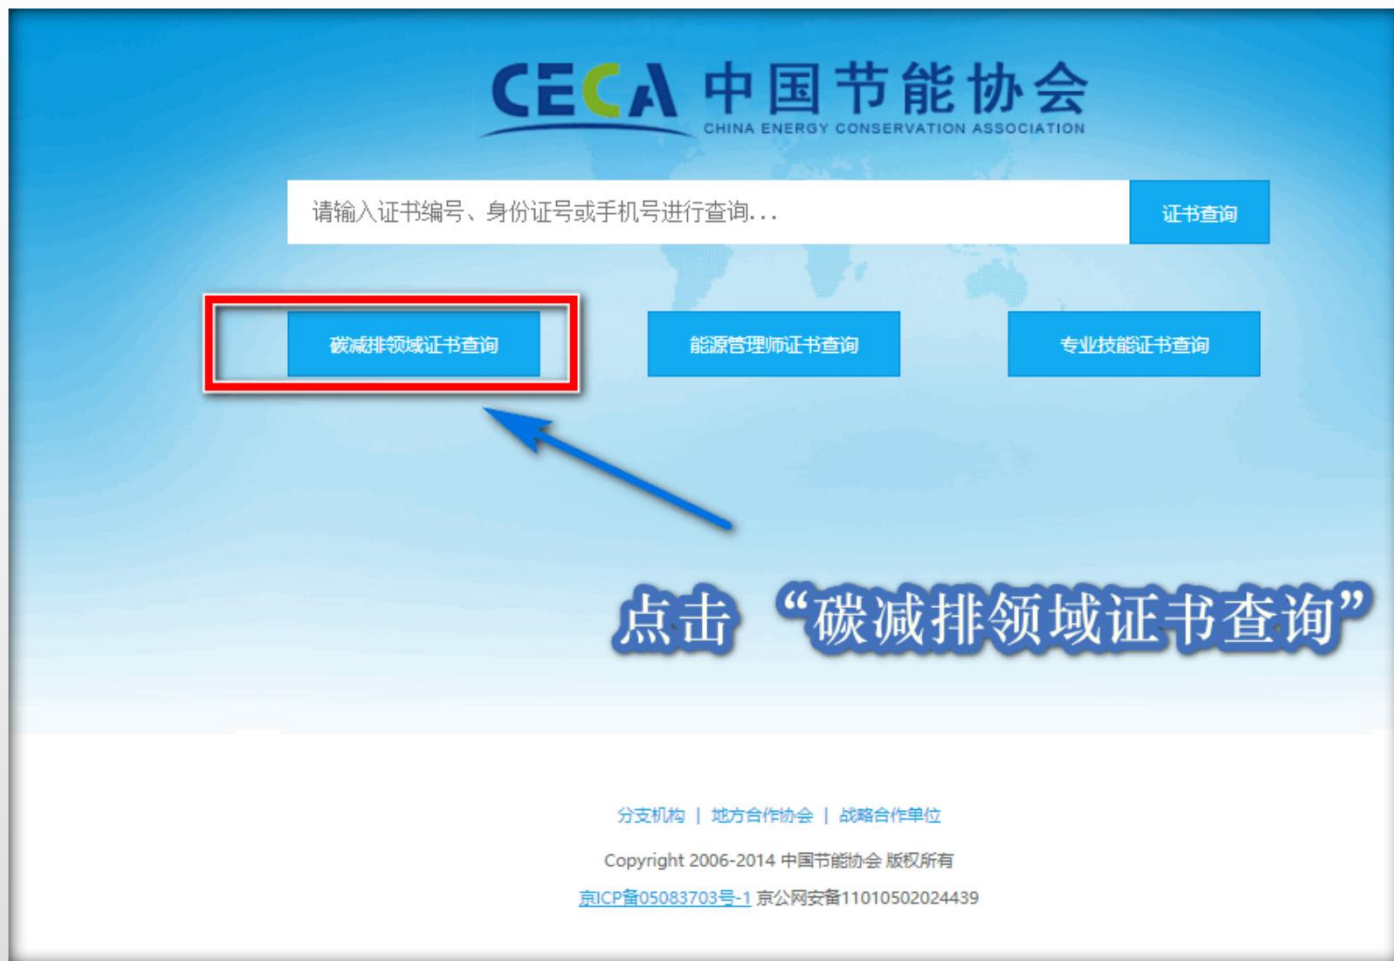 CECA 中国节能协会
CHINA ENERGY CONSERVATION ASSOCIATION
请输入证书编号、身份证号或手机号进行查询... 证书查询
碳减排领域证书查询 能源管理师证书查询 专业技能证书查询
点击 “碳减排领域证书查询”
分支机构 | 地方合作协会 | 战略合作单位
Copyright 2006-2014 中国节能协会 版权所有
京ICP备05083703号-1 京公网安备11010502024439